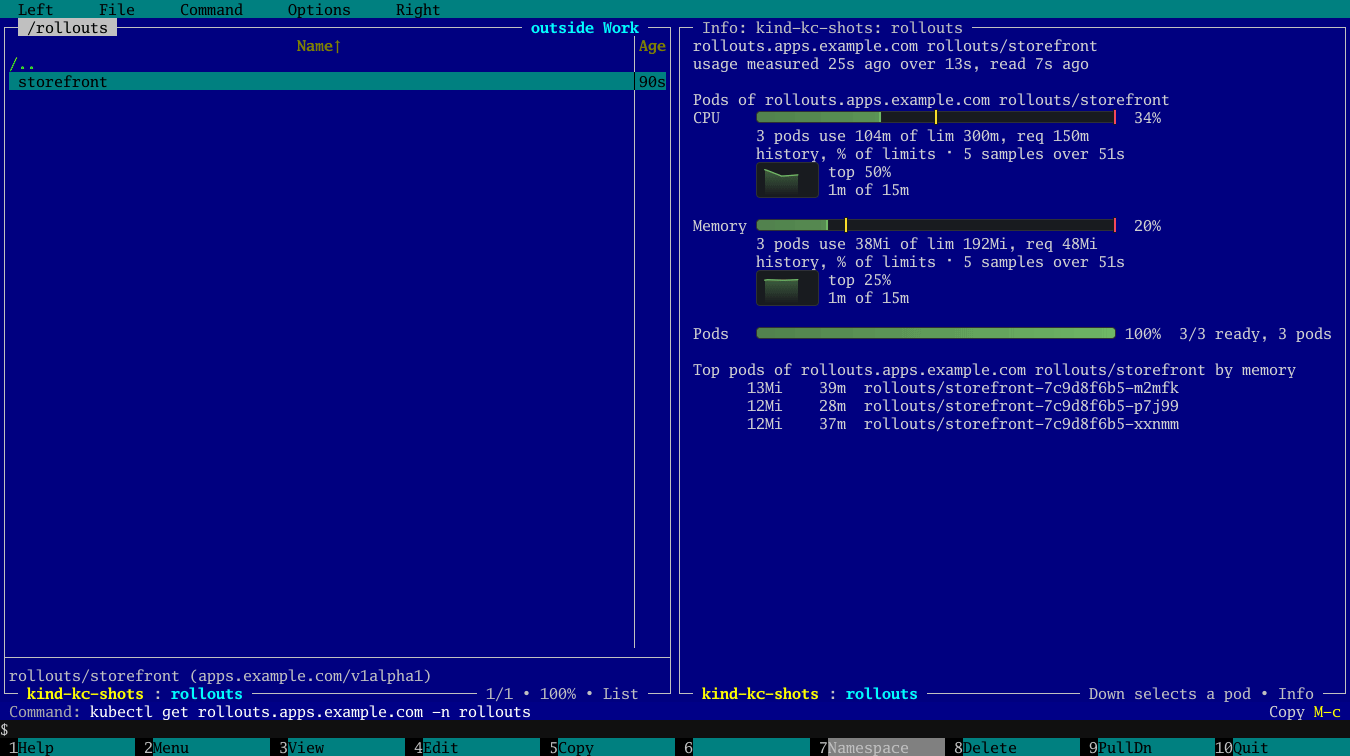 Left File Command Options Right
/rollouts outside Work
Name↑ Age
/..
storefront 90s
rollouts/storefront (apps.example.com/v1alpha1)
kind-kc-shots : rollouts 1/1 • 100% • List
Info: kind-kc-shots: rollouts
rollouts.apps.example.com rollouts/storefront
usage measured 25s ago over 13s, read 7s ago
Pods of rollouts.apps.example.com rollouts/storefront
CPU 34%
3 pods use 104m of lim 300m, req 150m
history, % of limits · 5 samples over 51s
top 50%
1m of 15m
Memory 20%
3 pods use 38Mi of lim 192Mi, req 48Mi
history, % of limits · 5 samples over 51s
top 25%
1m of 15m
Pods 100% 3/3 ready, 3 pods
Top pods of rollouts.apps.example.com rollouts/storefront by memory
13Mi 39m rollouts/storefront-7c9d8f6b5-m2mfk
12Mi 28m rollouts/storefront-7c9d8f6b5-p7j99
12Mi 37m rollouts/storefront-7c9d8f6b5-xxnmm
kind-kc-shots : rollouts Down selects a pod • Info
Command: kubectl get rollouts.apps.example.com -n rollouts Copy M-c
$
1Help 2Menu 3View 4Edit 5Copy 6 7Namespace 8Delete 9PullDn 10Quit